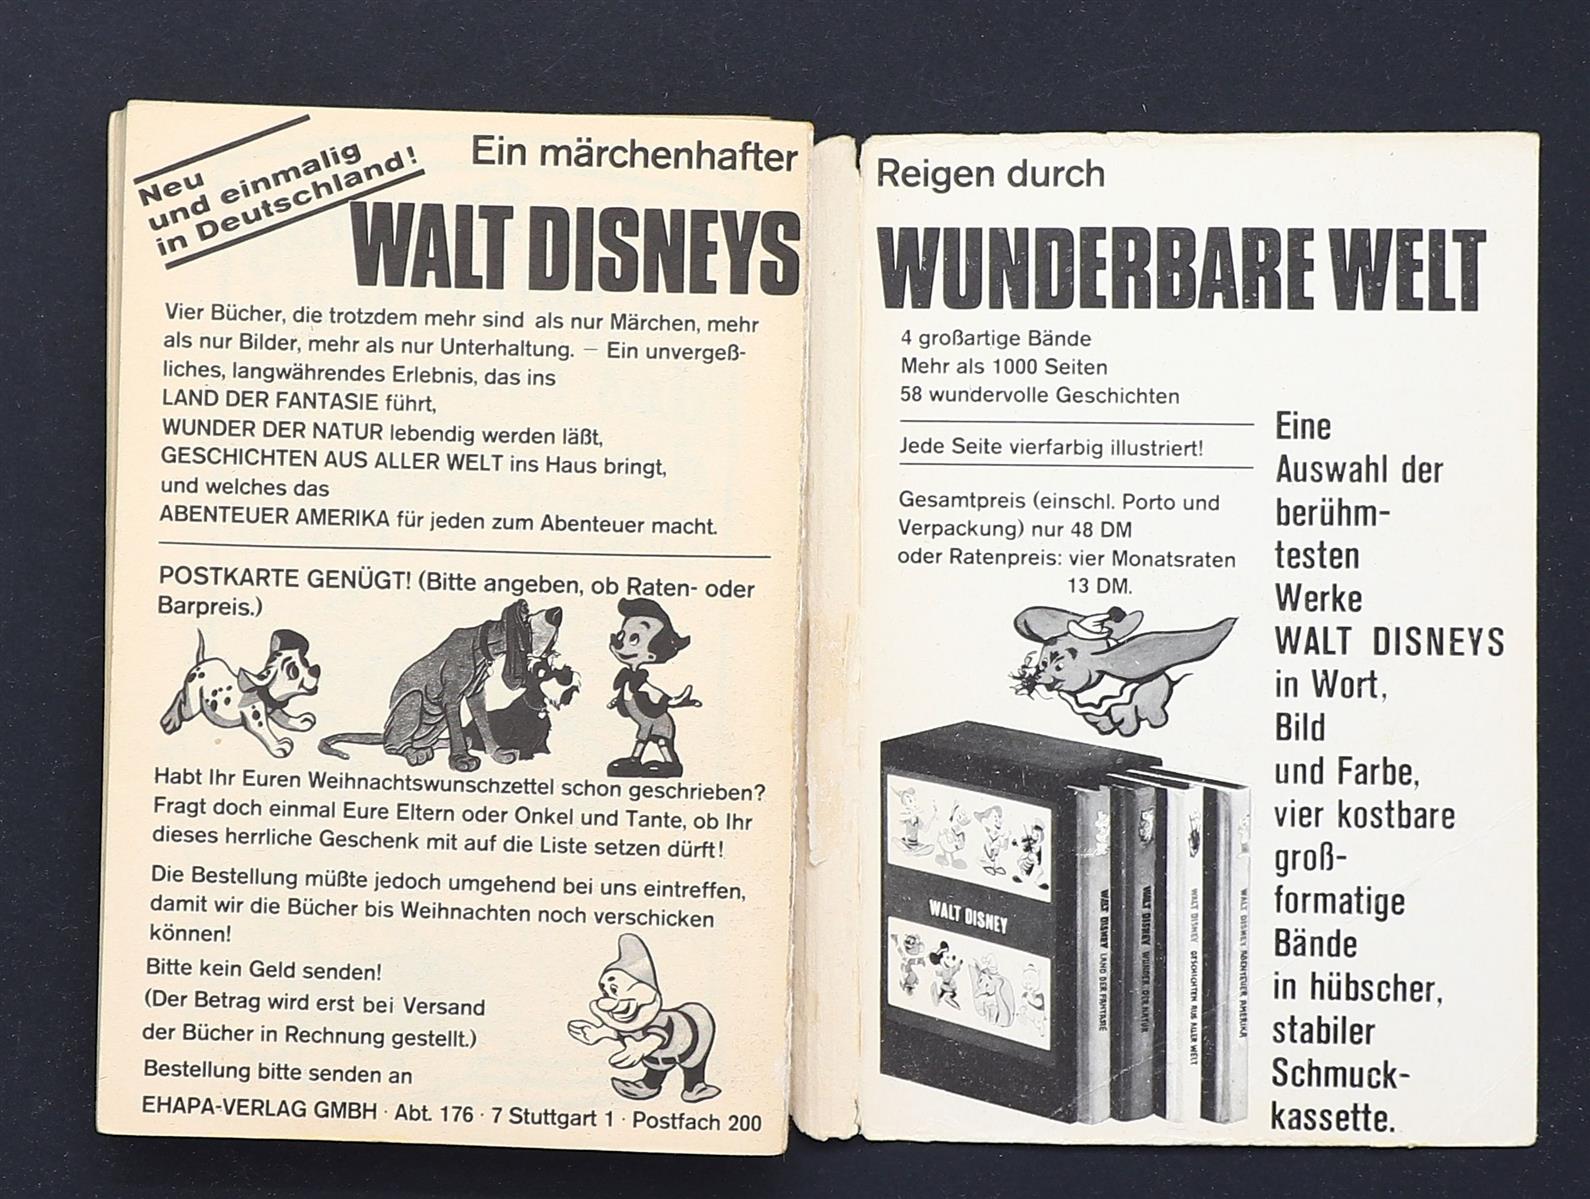 Neu
und einmalig
in Deutschland!
Ein märchenhafter
WALT DISNEYS
Vier Bücher, die trotzdem mehr sind als nur Märchen, mehr
als nur Bilder, mehr als nur Unterhaltung. — Ein unvergeß-
liches, langwährendes Erlebnis, das ins
LAND DER FANTASIE führt,
WUNDER DER NATUR lebendig werden läßt,
GESCHICHTEN AUS ALLER WELT ins Haus bringt,
und welches das
ABENTEUER AMERIKA für jeden zum Abenteuer macht.
POSTKARTE GENÜGT! (Bitte angeben, ob Raten- oder
Barpreis.)
Habt Ihr Euren Weihnachtswunschzettel schon geschrieben?
Fragt doch einmal Eure Eltern oder Onkel und Tante, ob Ihr
dieses herrliche Geschenk mit auf die Liste setzen dürft!
Die Bestellung müßte jedoch umgehend bei uns eintreffen,
damit wir die Bücher bis Weihnachten noch verschicken
können!
Bitte kein Geld senden!
(Der Betrag wird erst bei Versand
der Bücher in Rechnung gestellt.)
Bestellung bitte senden an
EHAPA-VERLAG GMBH · Abt. 176 · 7 Stuttgart 1 · Postfach 200
Reigen durch
WUNDERBARE WELT
4 großartige Bände
Mehr als 1000 Seiten
58 wundervolle Geschichten
Jede Seite vierfarbig illustriert!
Gesamtpreis (einschl. Porto und
Verpackung) nur 48 DM
oder Ratenpreis: vier Monatsraten
13 DM.
Eine
Auswahl der
berühm-
testen
Werke
WALT DISNEYS
in Wort,
Bild
und Farbe,
vier kostbare
groß-
formatige
Bände
in hübscher,
stabiler
Schmuck-
kassette.
WALT DISNEY
WALT DISNEY LAND DER FANTASIE
WALT DISNEY WUNDER DER NATUR
WALT DISNEY GESCHICHTEN AUS ALLER WELT
WALT DISNEY ABENTEUER AMERIKA